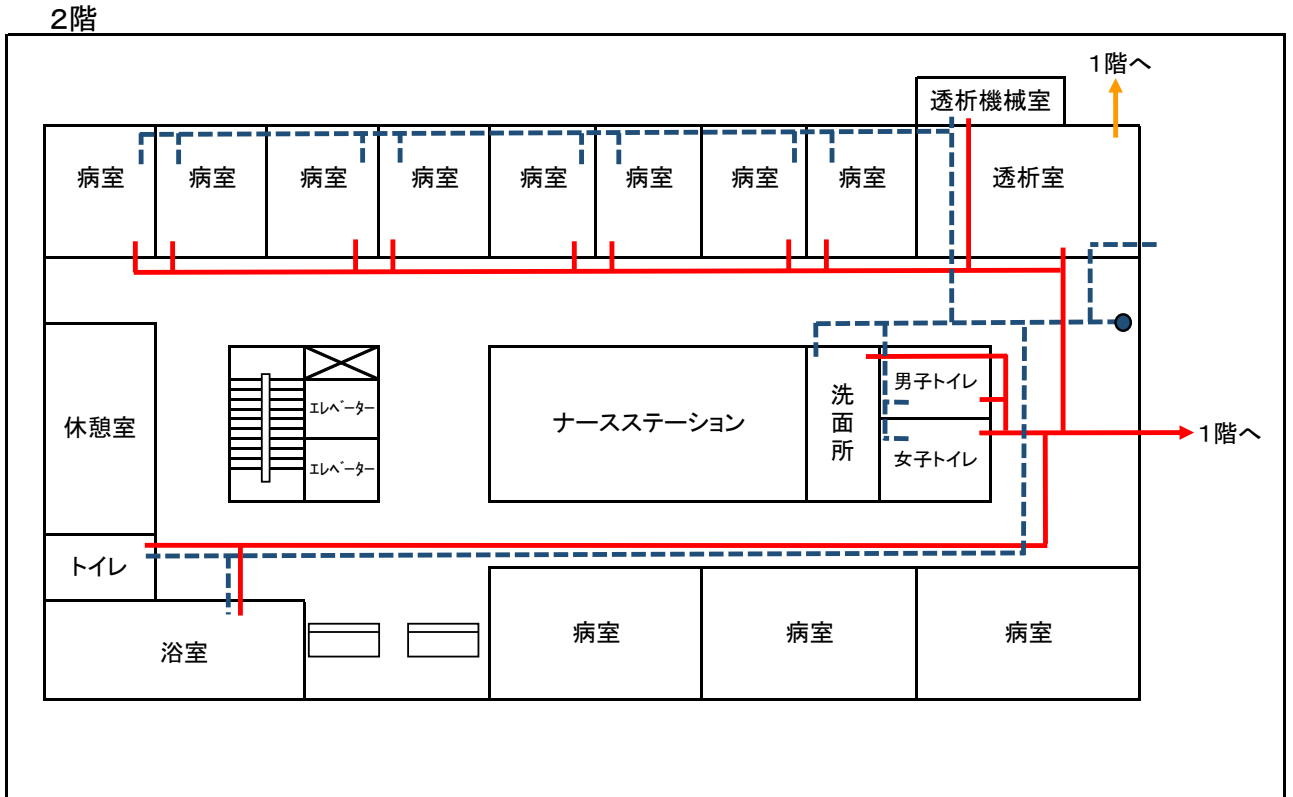 2階
1階へ
透析機械室
病室
病室
病室
病室
病室
病室
病室
病室
透析室
休憩室
エレベーター
エレベーター
ナースステーション
洗面所
男子トイレ
女子トイレ
1階へ
トイレ
浴室
病室
病室
病室